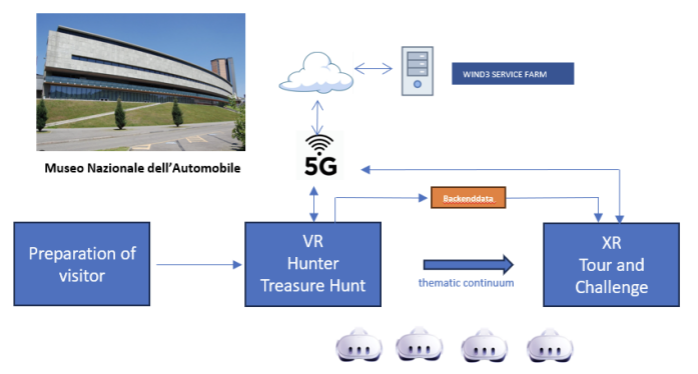 WIND3 SERVICE FARM
5G
Museo Nazionale dell'Automobile
Backenddata
Preparation of
visitor
VR
Hunter
Treasure Hunt
thematic continuum
XR
Tour and
Challenge